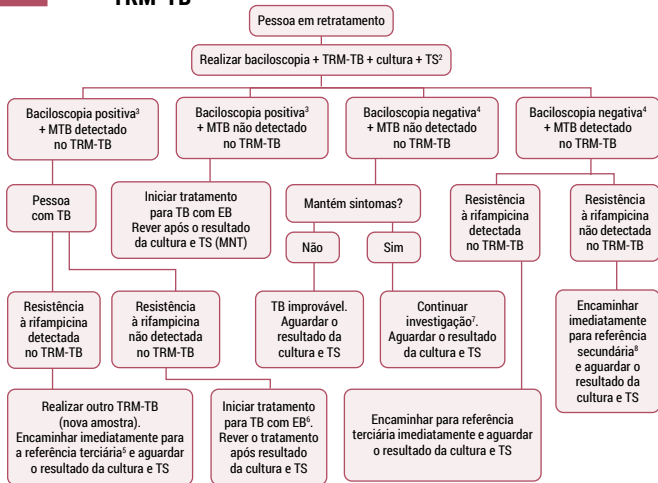 TRM-TB
Pessoa em retratamento
Realizar baciloscopia + TRM-TB + cultura + TS²
Baciloscopia positiva³
+ MTB detectado
no TRM-TB
Baciloscopia positiva³
+ MTB não detectado
no TRM-TB
Baciloscopia negativa⁴
+ MTB não detectado
no TRM-TB
Baciloscopia negativa⁴
+ MTB detectado
no TRM-TB
Pessoa
com TB
Iniciar tratamento
para TB com EB
Rever após o resultado
da cultura e TS (MNT)
Mantém sintomas?
Resistência
à rifampicina
detectada
no TRM-TB
Resistência
à rifampicina
não detectada
no TRM-TB
Não
Sim
Resistência
à rifampicina
detectada
no TRM-TB
Resistência
à rifampicina
não detectada
no TRM-TB
TB improvável.
Aguardar o
resultado da
cultura e TS
Continuar
investigação⁷.
Aguardar o resultado
da cultura e TS
Encaminhar
imediatamente
para referência
secundária⁸
e aguardar o
resultado da
cultura e TS
Realizar outro TRM-TB
(nova amostra).
Encaminhar imediatamente para
a referência terciária⁵ e aguardar
o resultado da cultura e TS
Iniciar tratamento
para TB com EB⁶.
Rever o tratamento
após resultado
da cultura e TS
Encaminhar para referência
terciária imediatamente e aguardar
o resultado da cultura e TS